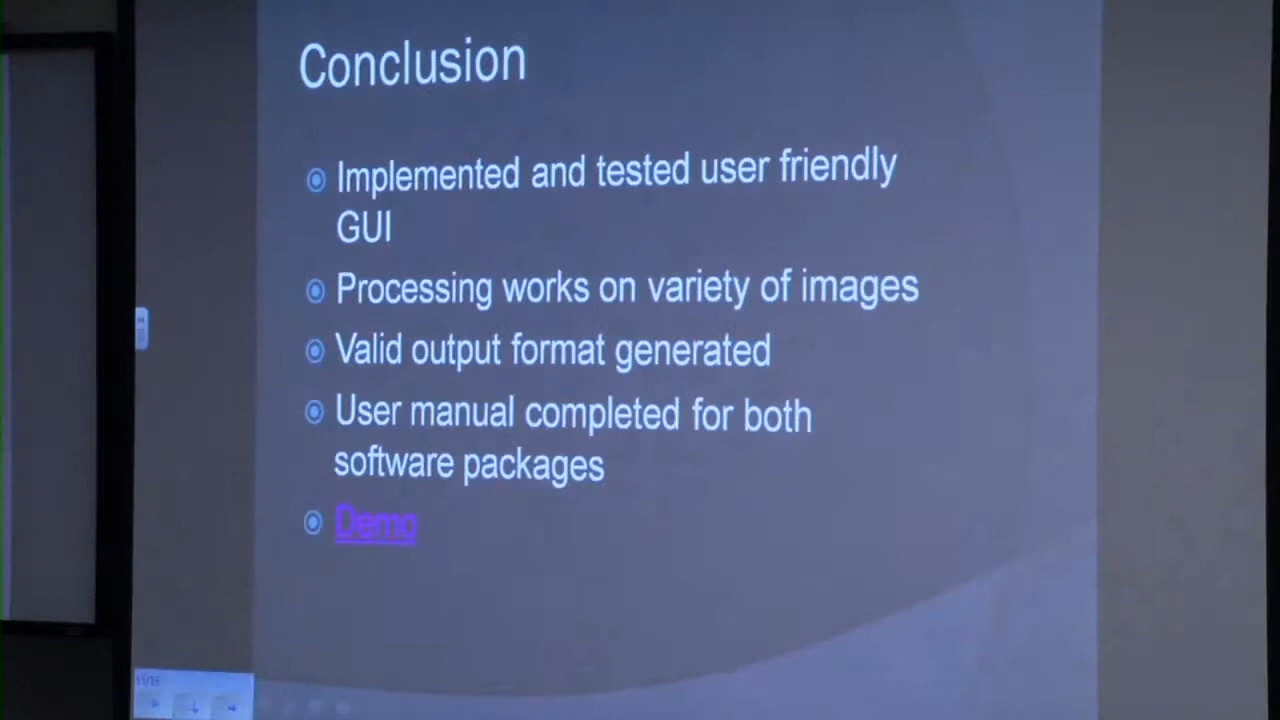 Conclusion
Implemented and tested user friendly
GUI
Processing works on variety of images
Valid output format generated
User manual completed for both
software packages
Demo